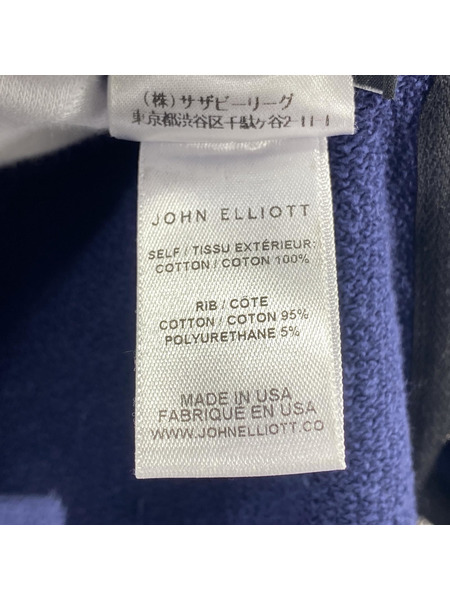 (株)サザビーリーグ
東京都渋谷区千駄ヶ谷2-11-1
JOHN ELLIOTT
SELF / TISSU EXTÉRIEUR:
COTTON / COTON 100%
RIB / CÔTE
COTTON / COTON 95%
POLYURETHANE 5%
MADE IN USA
FABRIQUÉ EN USA
WWW.JOHNELLIOTT.CO